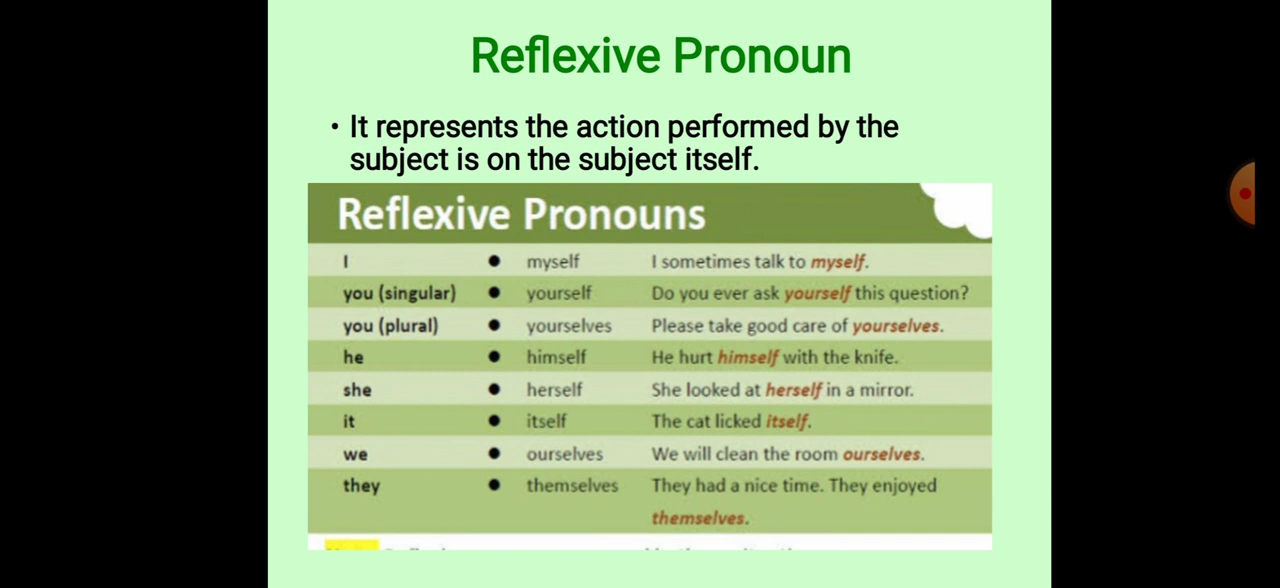 Reflexive Pronoun
• It represents the action performed by the
subject is on the subject itself.
Reflexive Pronouns
I ● myself I sometimes talk to myself.
you (singular) ● yourself Do you ever ask yourself this question?
you (plural) ● yourselves Please take good care of yourselves.
he ● himself He hurt himself with the knife.
she ● herself She looked at herself in a mirror.
it ● itself The cat licked itself.
we ● ourselves We will clean the room ourselves.
they ● themselves They had a nice time. They enjoyed
themselves.